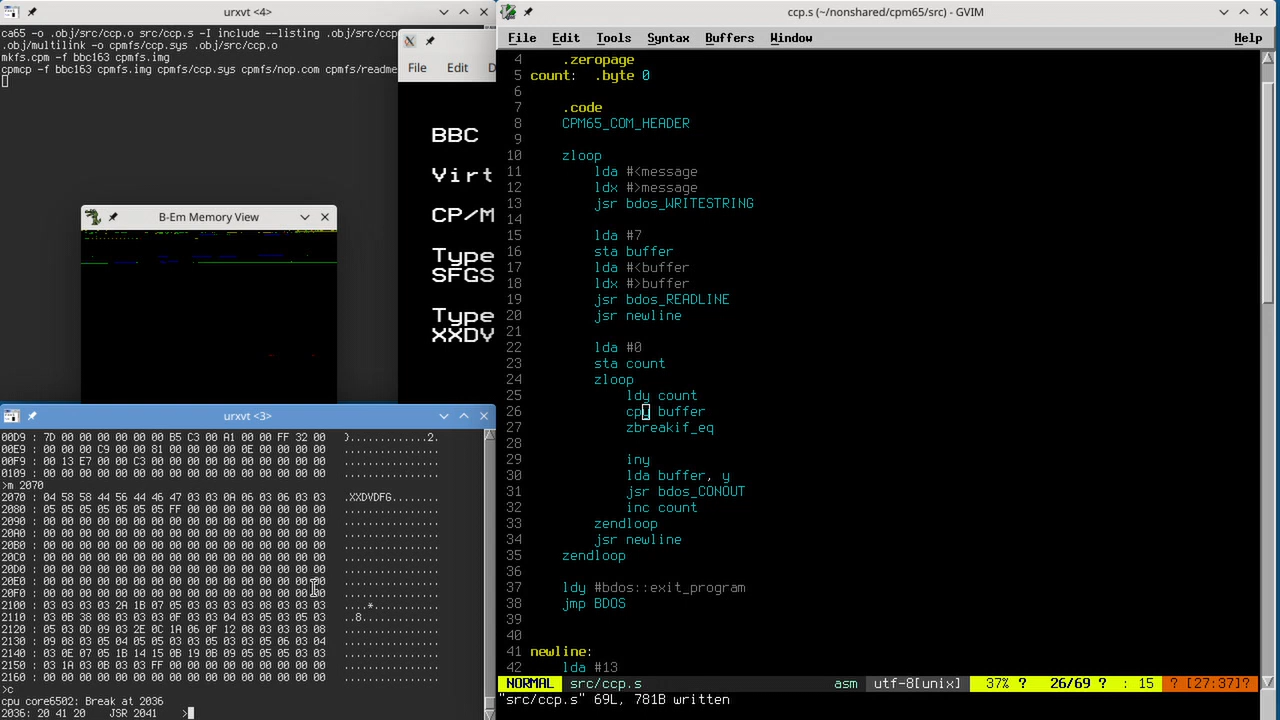 urxvt <4>
ca65 -o .obj/src/ccp.o src/ccp.s -I include --listing .obj/src/ccp
.obj/multilink -o cpmfs/ccp.sys .obj/src/ccp.o
mkfs.cpm -f bbc163 cpmfs.img
cpmcp -f bbc163 cpmfs.img cpmfs/ccp.sys cpmfs/nop.com cpmfs/readme
File Edit D
BBC
Virt
CP/M
Type
SFGS
Type
XXDV
B-Em Memory View
urxvt <3>
00D9 : 7D 00 00 00 00 00 00 B5 C3 00 A1 00 00 FF 32 00 }.............2.
00E9 : 00 00 00 C9 00 00 81 00 00 00 00 0E 00 00 00 00 ................
00F9 : 00 13 E7 00 00 C3 00 00 00 00 00 00 00 00 00 00 ................
0109 : 00 00 00 00 00 00 00 00 00 00 00 00 00 00 00 00 ................
>m 2070
2070 : 04 58 58 44 56 44 46 47 03 03 0A 06 03 06 03 03 .XXDVDFG........
2080 : 05 05 05 05 05 05 05 FF 00 00 00 00 00 00 00 00 ................
2090 : 00 00 00 00 00 00 00 00 00 00 00 00 00 00 00 00 ................
20A0 : 00 00 00 00 00 00 00 00 00 00 00 00 00 00 00 00 ................
20B0 : 00 00 00 00 00 00 00 00 00 00 00 00 00 00 00 00 ................
20C0 : 00 00 00 00 00 00 00 00 00 00 00 00 00 00 00 00 ................
20D0 : 00 00 00 00 00 00 00 00 00 00 00 00 00 00 00 00 ................
20E0 : 00 00 00 00 00 00 00 00 00 00 00 00 00 00 00 00 ................
20F0 : 00 00 00 00 00 00 00 00 00 00 00 00 00 00 00 00 ................
2100 : 03 03 03 03 2A 1B 07 05 03 03 03 03 08 03 03 03 ....*...........
2110 : 03 0B 38 08 03 03 03 0F 03 03 04 03 05 03 05 03 ..8.............
2120 : 05 03 0D 09 03 2E 0C 1A 06 0F 12 08 03 03 03 08 ................
2130 : 09 08 03 05 04 05 05 03 03 05 03 05 05 06 03 04 ................
2140 : 03 0E 07 05 1B 14 15 0B 19 0B 09 05 05 05 03 03 ................
2150 : 03 1A 03 0B 03 03 FF 00 00 00 00 00 00 00 00 00 ................
2160 : 00 00 00 00 00 00 00 00 00 00 00 00 00 00 00 00 ................
>c
cpu core6502: Break at 2036
2036: 20 41 20 JSR 2041 >
ccp.s (~/nonshared/cpm65/src) - GVIM
File Edit Tools Syntax Buffers Window Help
4 .zeropage
5 count: .byte 0
6
7 .code
8 CPM65_COM_HEADER
9
10 zloop
11 lda #<message
12 ldx #>message
13 jsr bdos_WRITESTRING
14
15 lda #7
16 sta buffer
17 lda #<buffer
18 ldx #>buffer
19 jsr bdos_READLINE
20 jsr newline
21
22 lda #0
23 sta count
24 zloop
25 ldy count
26 cpy buffer
27 zbreakif_eq
28
29 iny
30 lda buffer, y
31 jsr bdos_CONOUT
32 inc count
33 zendloop
34 jsr newline
35 zendloop
36
37 ldy #bdos::exit_program
38 jmp BDOS
39
40
41 newline:
42 lda #13
NORMAL src/ccp.s asm utf-8[unix] 37% ? 26/69 ? : 15 ? [27:37]?
"src/ccp.s" 69L, 781B written